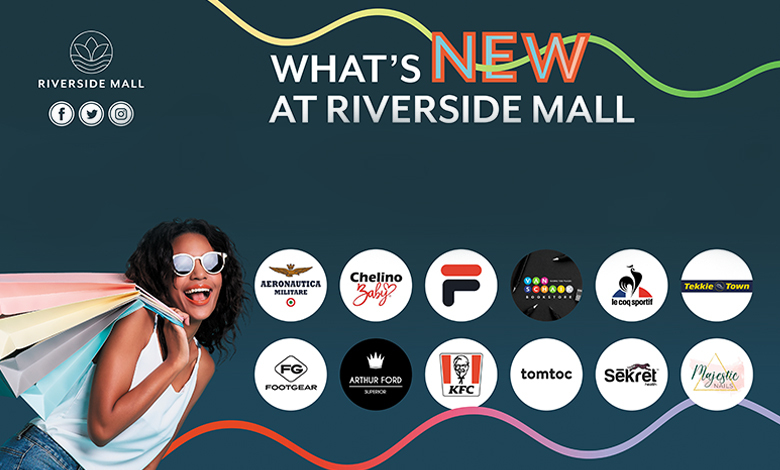 RIVERSIDE MALL
WHAT'S NEW
AT RIVERSIDE MALL
AERONAUTICA
MILITARE
Chelino
Baby
F
VAN
SCHAIK
BOOKSTORE
le coq sportif
Tekkie Town
FG
FOOTGEAR
ARTHUR FORD
SUPERIOR
KFC
tomtoc
Sekret
health
Majestic
NAILS